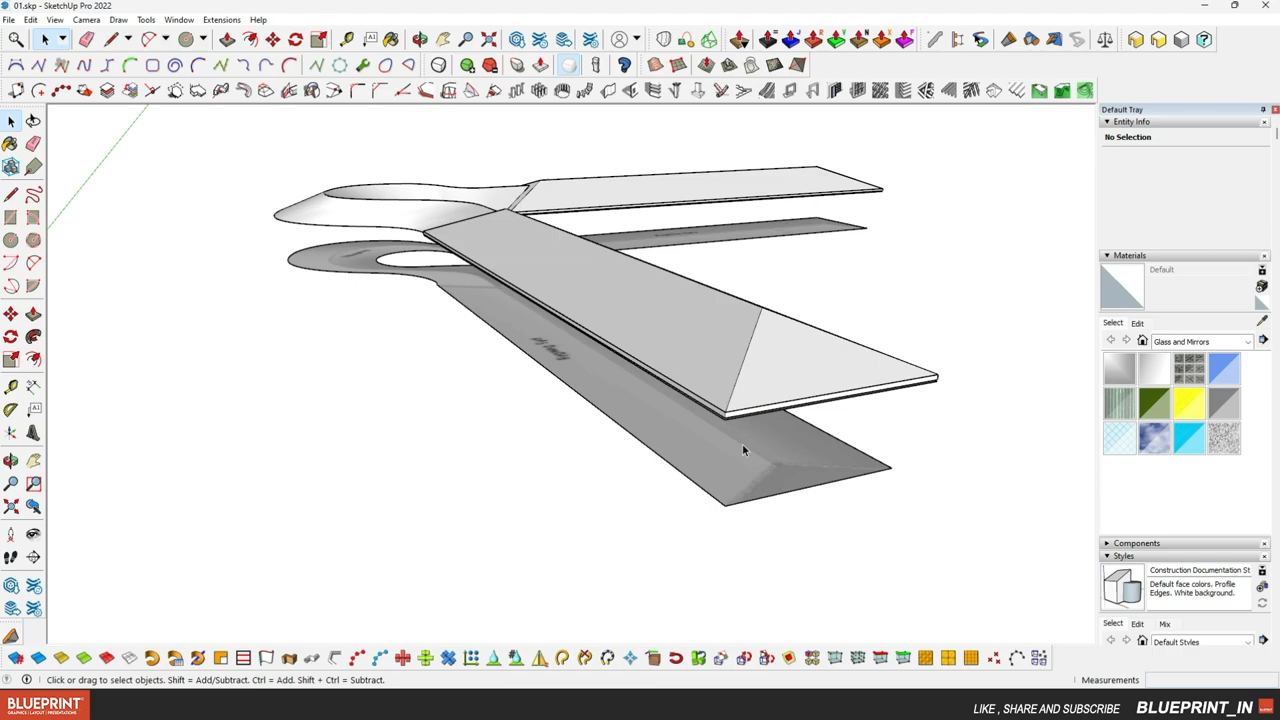 01.skp - SketchUp Pro 2022
File Edit View Camera Draw Tools Window Extensions Help
Default Tray
Entity Info
No Selection
Materials
Default
Select Edit
Glass and Mirrors
Components
Styles
Construction Documentation St
Default face colors. Profile
Edges. White background.
Select Edit Mix
Default Styles
Click or drag to select objects. Shift = Add/Subtract. Ctrl = Add. Shift + Ctrl = Subtract.
Measurements
BLUEPRINT
GRAPHICS | LAYOUT | PRESENTATIONS
LIKE , SHARE AND SUBSCRIBE
BLUEPRINT_IN